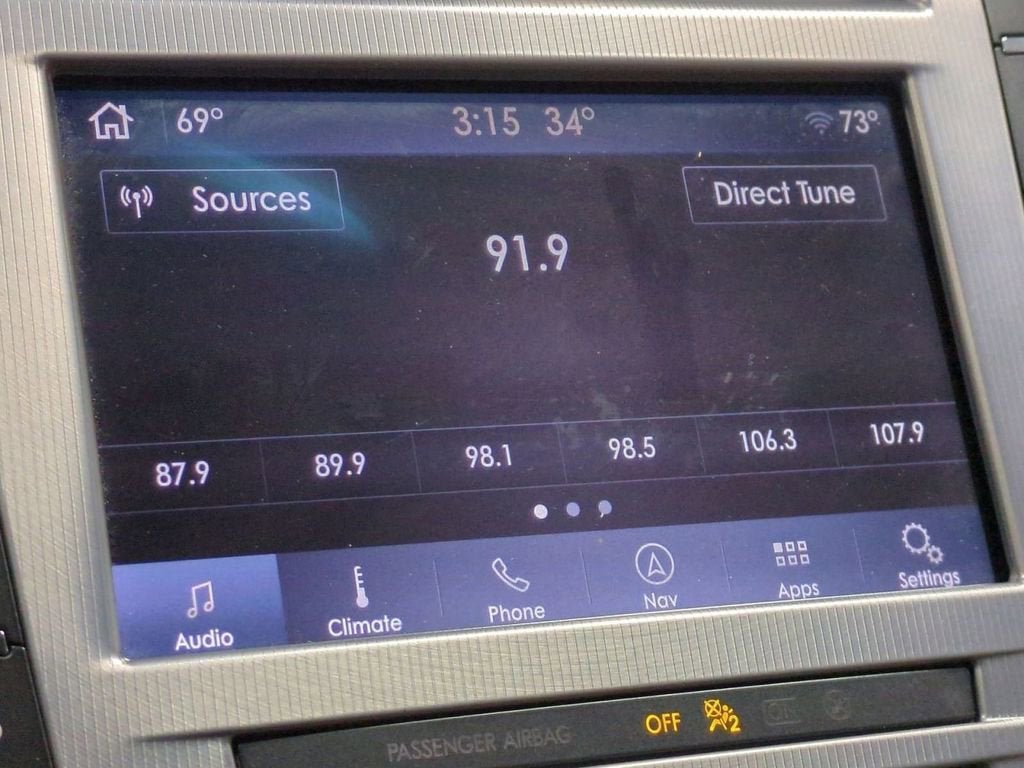 69° 3:15 34° 73°
Sources Direct Tune
91.9
87.9 89.9 98.1 98.5 106.3 107.9
Audio Climate Phone Nav Apps Settings
PASSENGER AIRBAG OFF 2